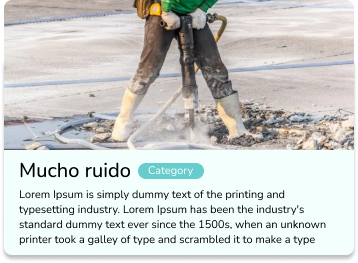 Mucho ruido
Category
Lorem Ipsum is simply dummy text of the printing and
typesetting industry. Lorem Ipsum has been the industry's
standard dummy text ever since the 1500s, when an unknown
printer took a galley of type and scrambled it to make a type